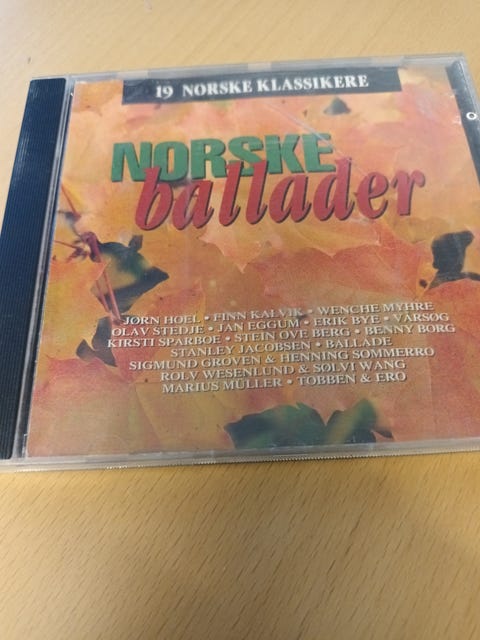 19 NORSKE KLASSIKERE
NORSKE
ballader
JØRN HOEL • FINN KALVIK • WENCHE MYHRE
OLAV STEDJE • JAN EGGUM • ERIK BYE • VÅRSØG
KIRSTI SPARBOE • STEIN OVE BERG • BENNY BORG
STANLEY JACOBSEN • BALLADE
SIGMUND GROVEN & HENNING SOMMERRO
ROLV WESENLUND & SØLVI WANG
MARIUS MÜLLER • TOBBEN & ERO